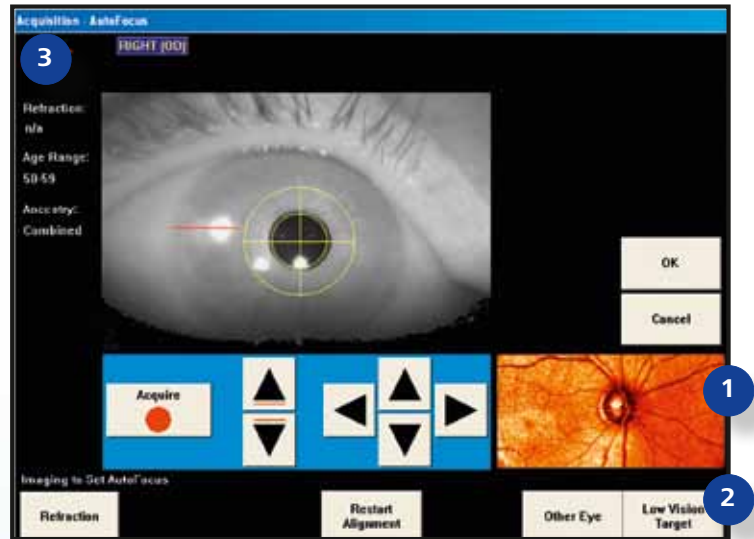 Acquisition - AutoFocus
3
RIGHT (OD)
Refraction:
n/a
Age Range:
50-59
Ancestry:
Combined
OK
Cancel
Acquire
1
Imaging to Set AutoFocus
Refraction
Restart
Alignment
Other Eye
Low Vision
Target
2